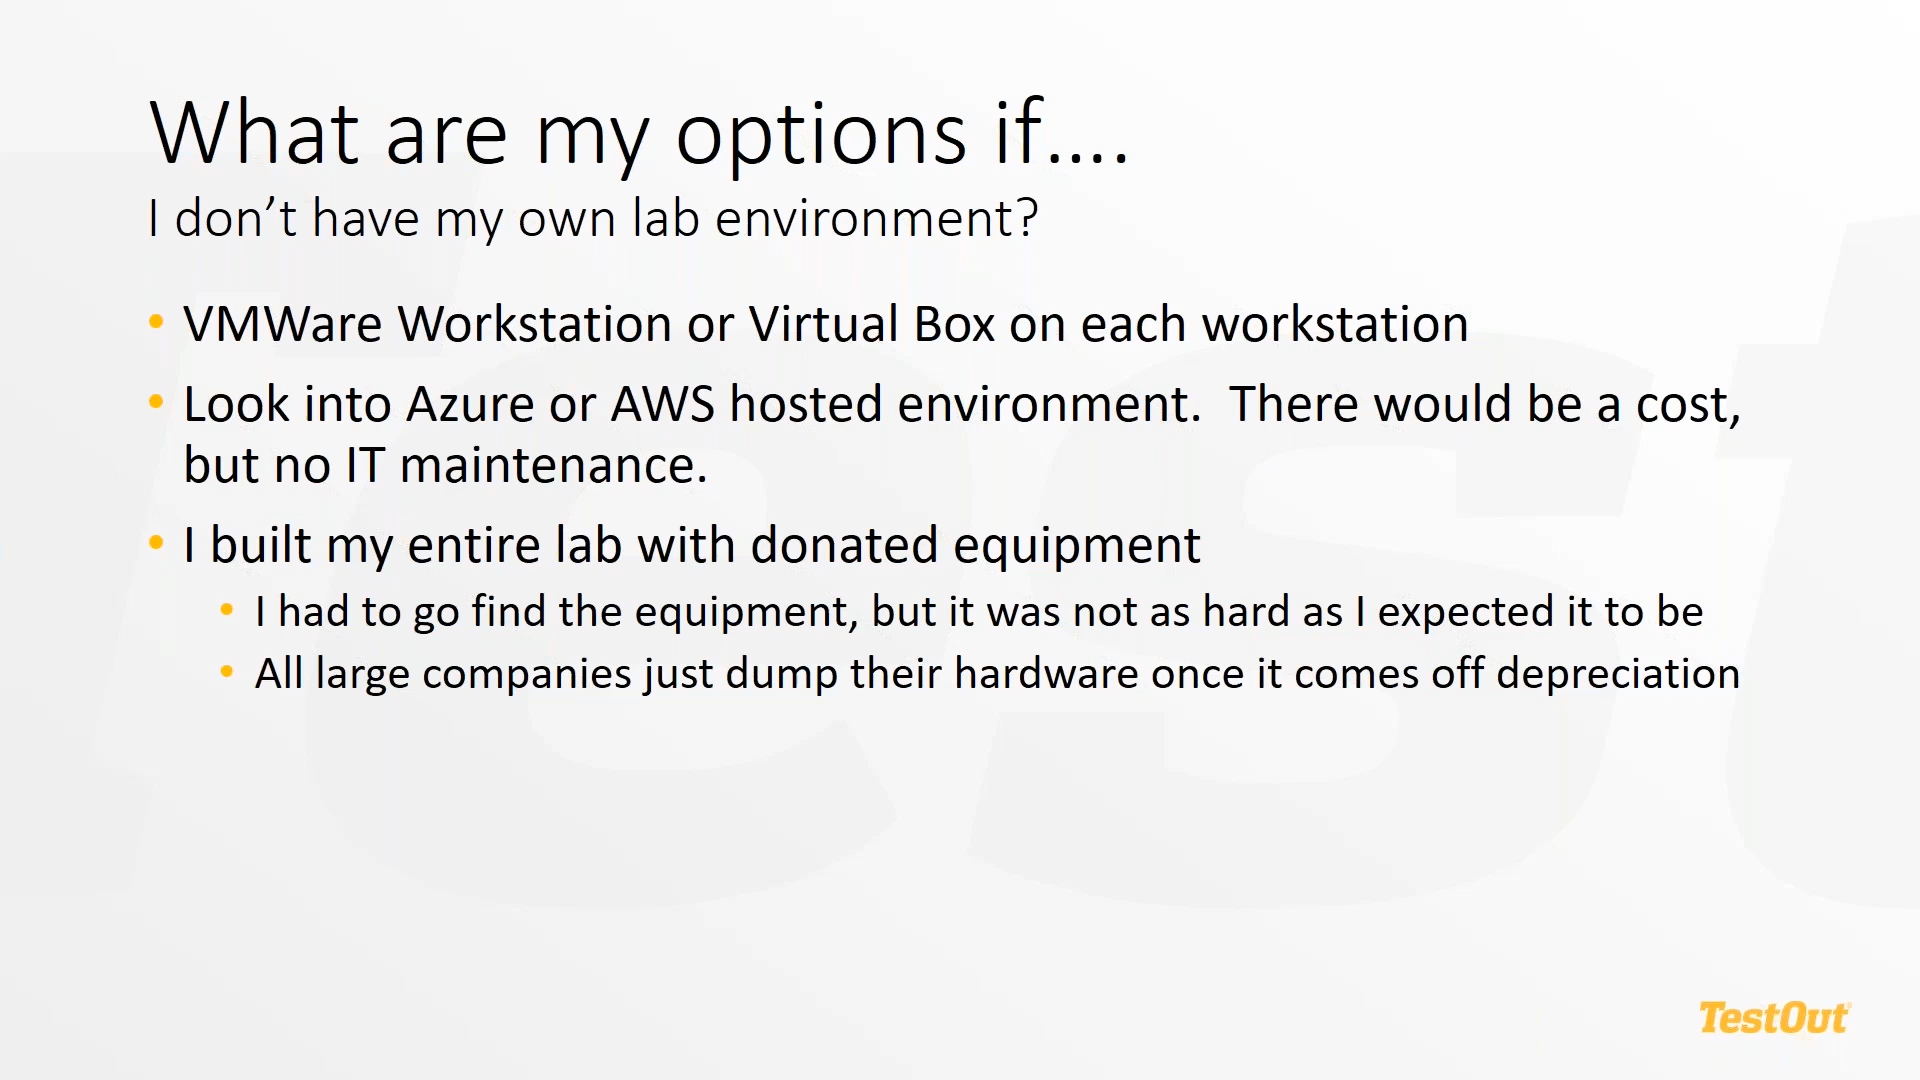 What are my options if....
I don’t have my own lab environment?
• VMWare Workstation or Virtual Box on each workstation
• Look into Azure or AWS hosted environment.  There would be a cost,
but no IT maintenance.
• I built my entire lab with donated equipment
• I had to go find the equipment, but it was not as hard as I expected it to be
• All large companies just dump their hardware once it comes off depreciation
TestOut